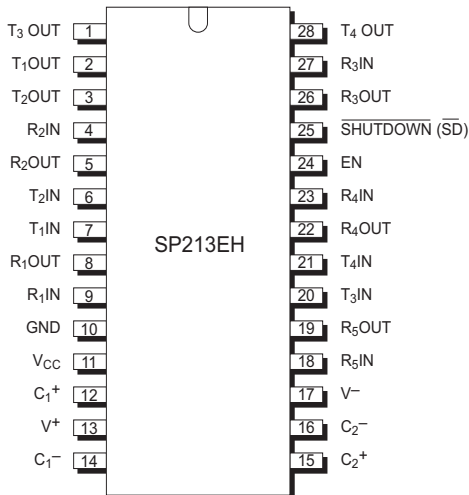 T₃ OUT 1 28 T₄ OUT
T₁OUT 2 27 R₃IN
T₂OUT 3 26 R₃OUT
R₂IN 4 25 SHUTDOWN (SD)
R₂OUT 5 24 EN
T₂IN 6 23 R₄IN
T₁IN 7 22 R₄OUT
SP213EH
R₁OUT 8 21 T₄IN
R₁IN 9 20 T₃IN
GND 10 19 R₅OUT
V_CC 11 18 R₅IN
C₁⁺ 12 17 V⁻
V⁺ 13 16 C₂⁻
C₁⁻ 14 15 C₂⁺